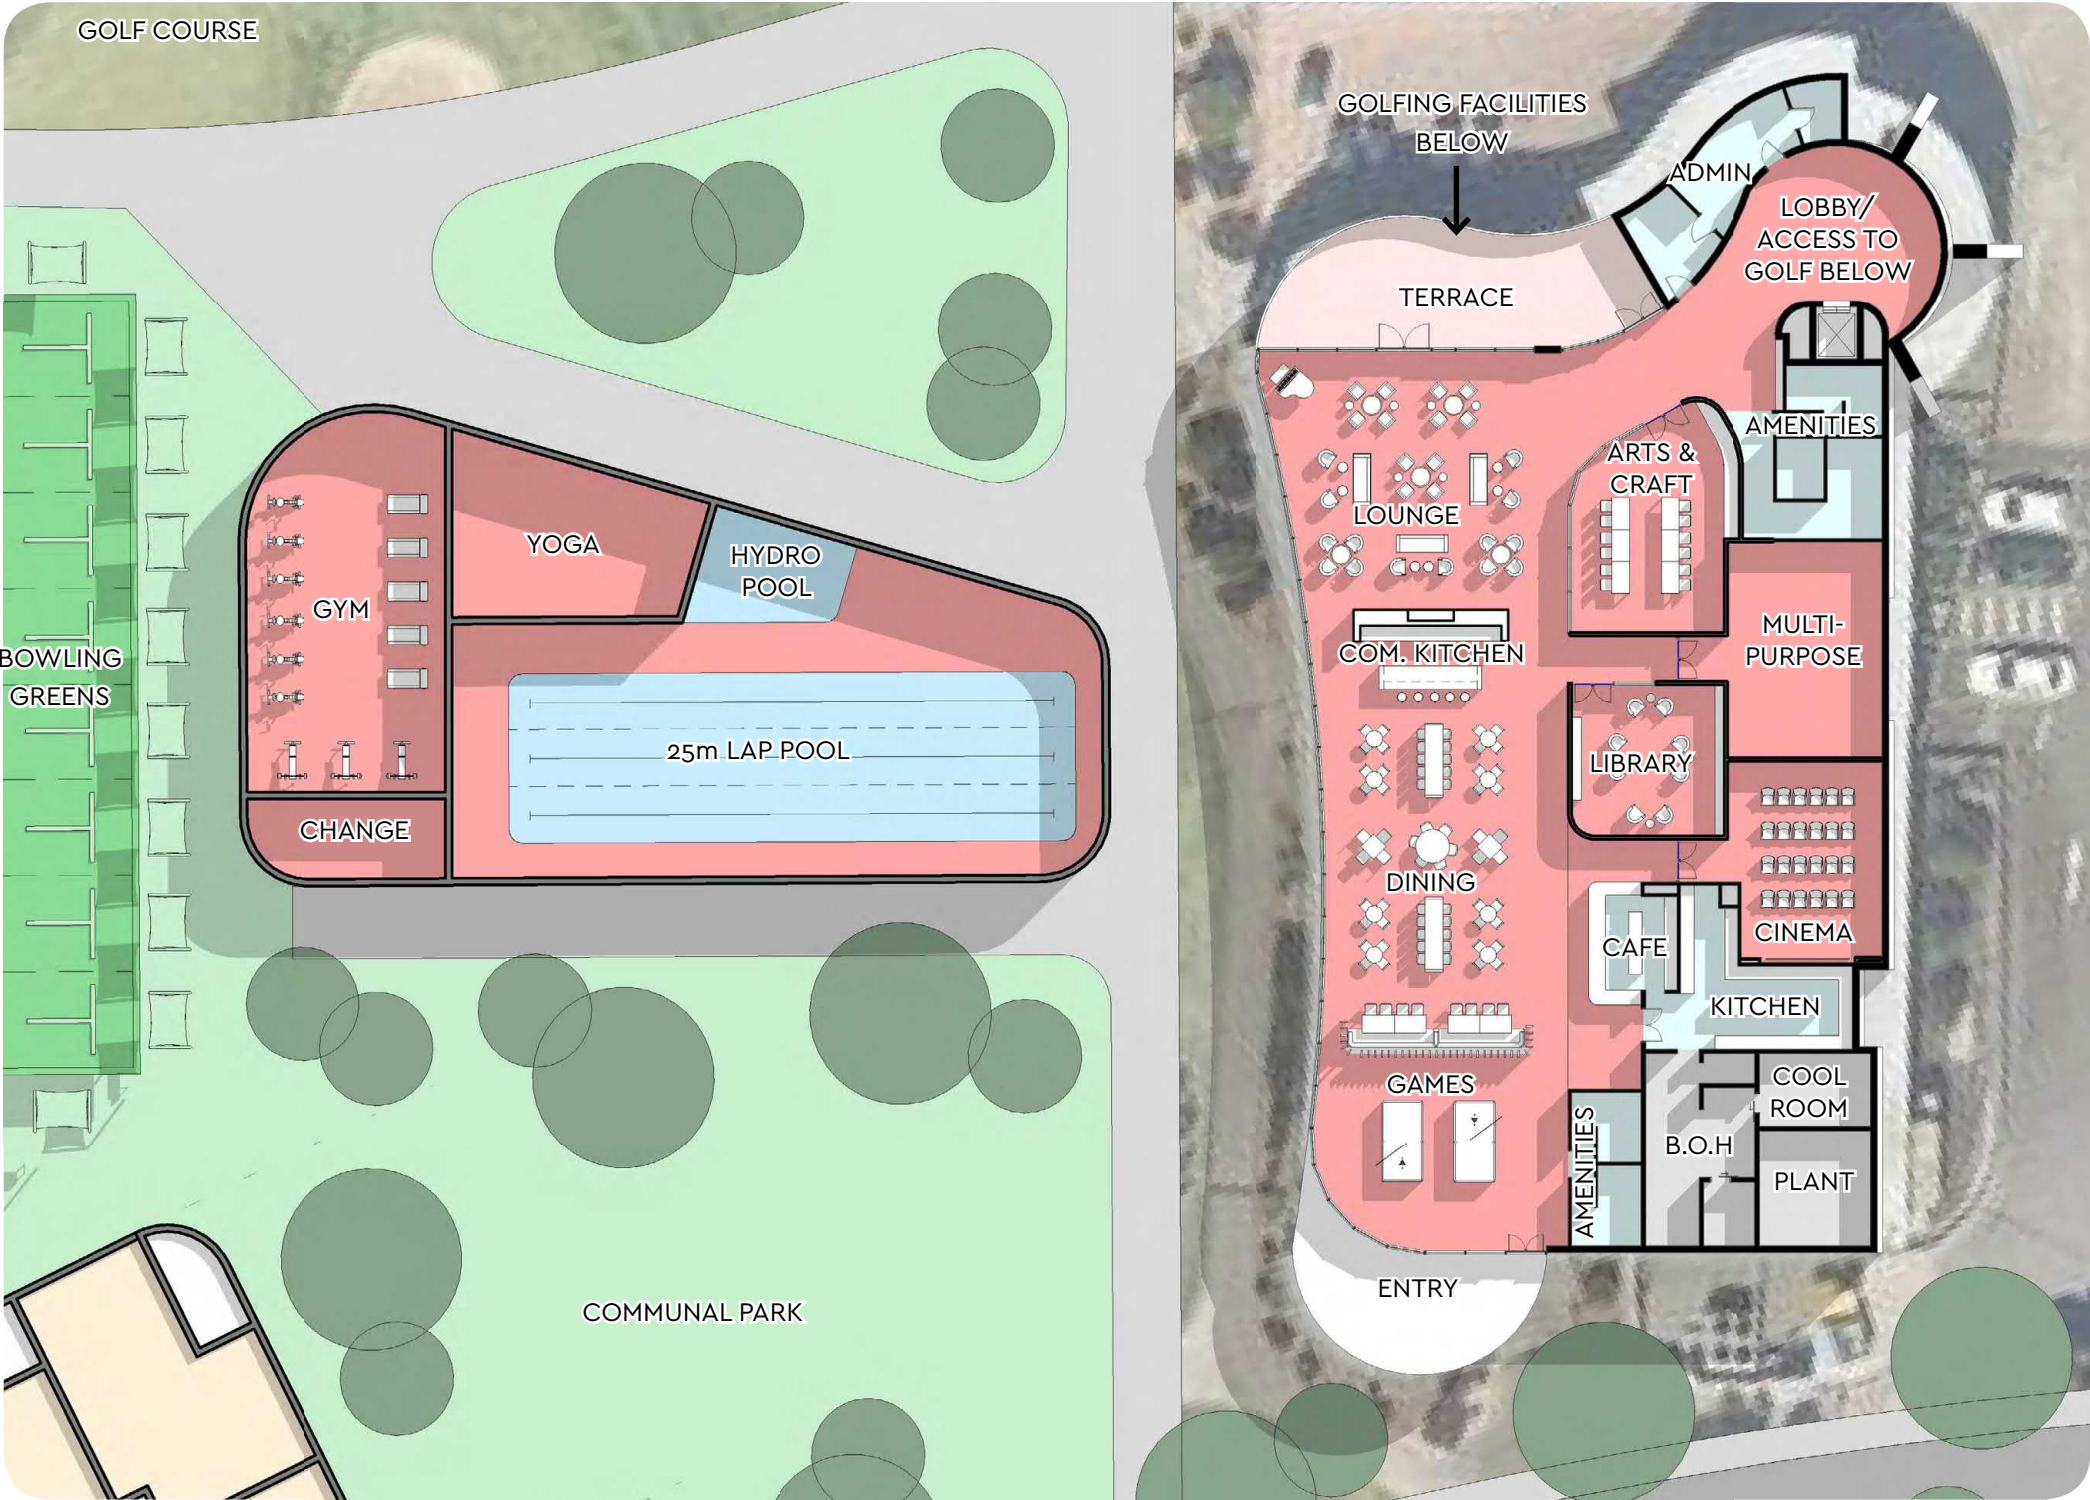 GOLF COURSE
GOLFING FACILITIES
BELOW
ADMIN
LOBBY/
ACCESS TO
GOLF BELOW
TERRACE
AMENITIES
ARTS &
CRAFT
LOUNGE
YOGA
HYDRO
POOL
GYM
MULTI-
PURPOSE
COM. KITCHEN
BOWLING
GREENS
25m LAP POOL
LIBRARY
CHANGE
DINING
CINEMA
CAFE
KITCHEN
GAMES
COOL
ROOM
B.O.H
AMENITIES
PLANT
ENTRY
COMMUNAL PARK